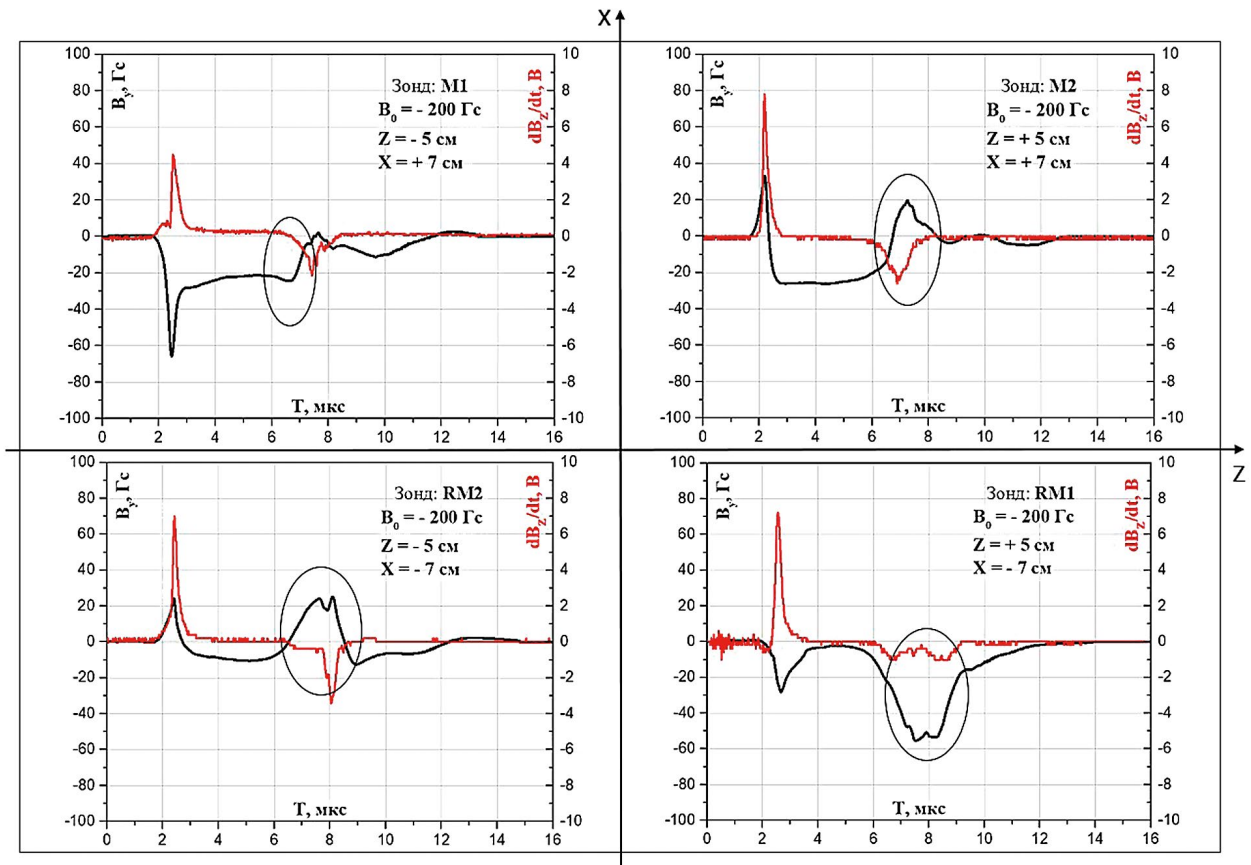 X
100
80
60
40
20
0
-20
-40
-60
-80
-100
B_y, Гс
Зонд: M1
B_0 = - 200 Гс
Z = - 5 см
X = + 7 см
dB_z/dt, В
10
8
6
4
2
0
-2
-4
-6
-8
-10
T, мкс
0 2 4 6 8 10 12 14 16
100
80
60
40
20
0
-20
-40
-60
-80
-100
B_y, Гс
Зонд: M2
B_0 = - 200 Гс
Z = + 5 см
X = + 7 см
dB_z/dt, В
10
8
6
4
2
0
-2
-4
-6
-8
-10
T, мкс
0 2 4 6 8 10 12 14 16
Z
100
80
60
40
20
0
-20
-40
-60
-80
-100
B_y, Гс
Зонд: RM2
B_0 = - 200 Гс
Z = - 5 см
X = - 7 см
dB_z/dt, В
10
8
6
4
2
0
-2
-4
-6
-8
-10
T, мкс
0 2 4 6 8 10 12 14 16
100
80
60
40
20
0
-20
-40
-60
-80
-100
B_y, Гс
Зонд: RM1
B_0 = - 200 Гс
Z = + 5 см
X = - 7 см
dB_z/dt, В
10
8
6
4
2
0
-2
-4
-6
-8
-10
T, мкс
0 2 4 6 8 10 12 14 16